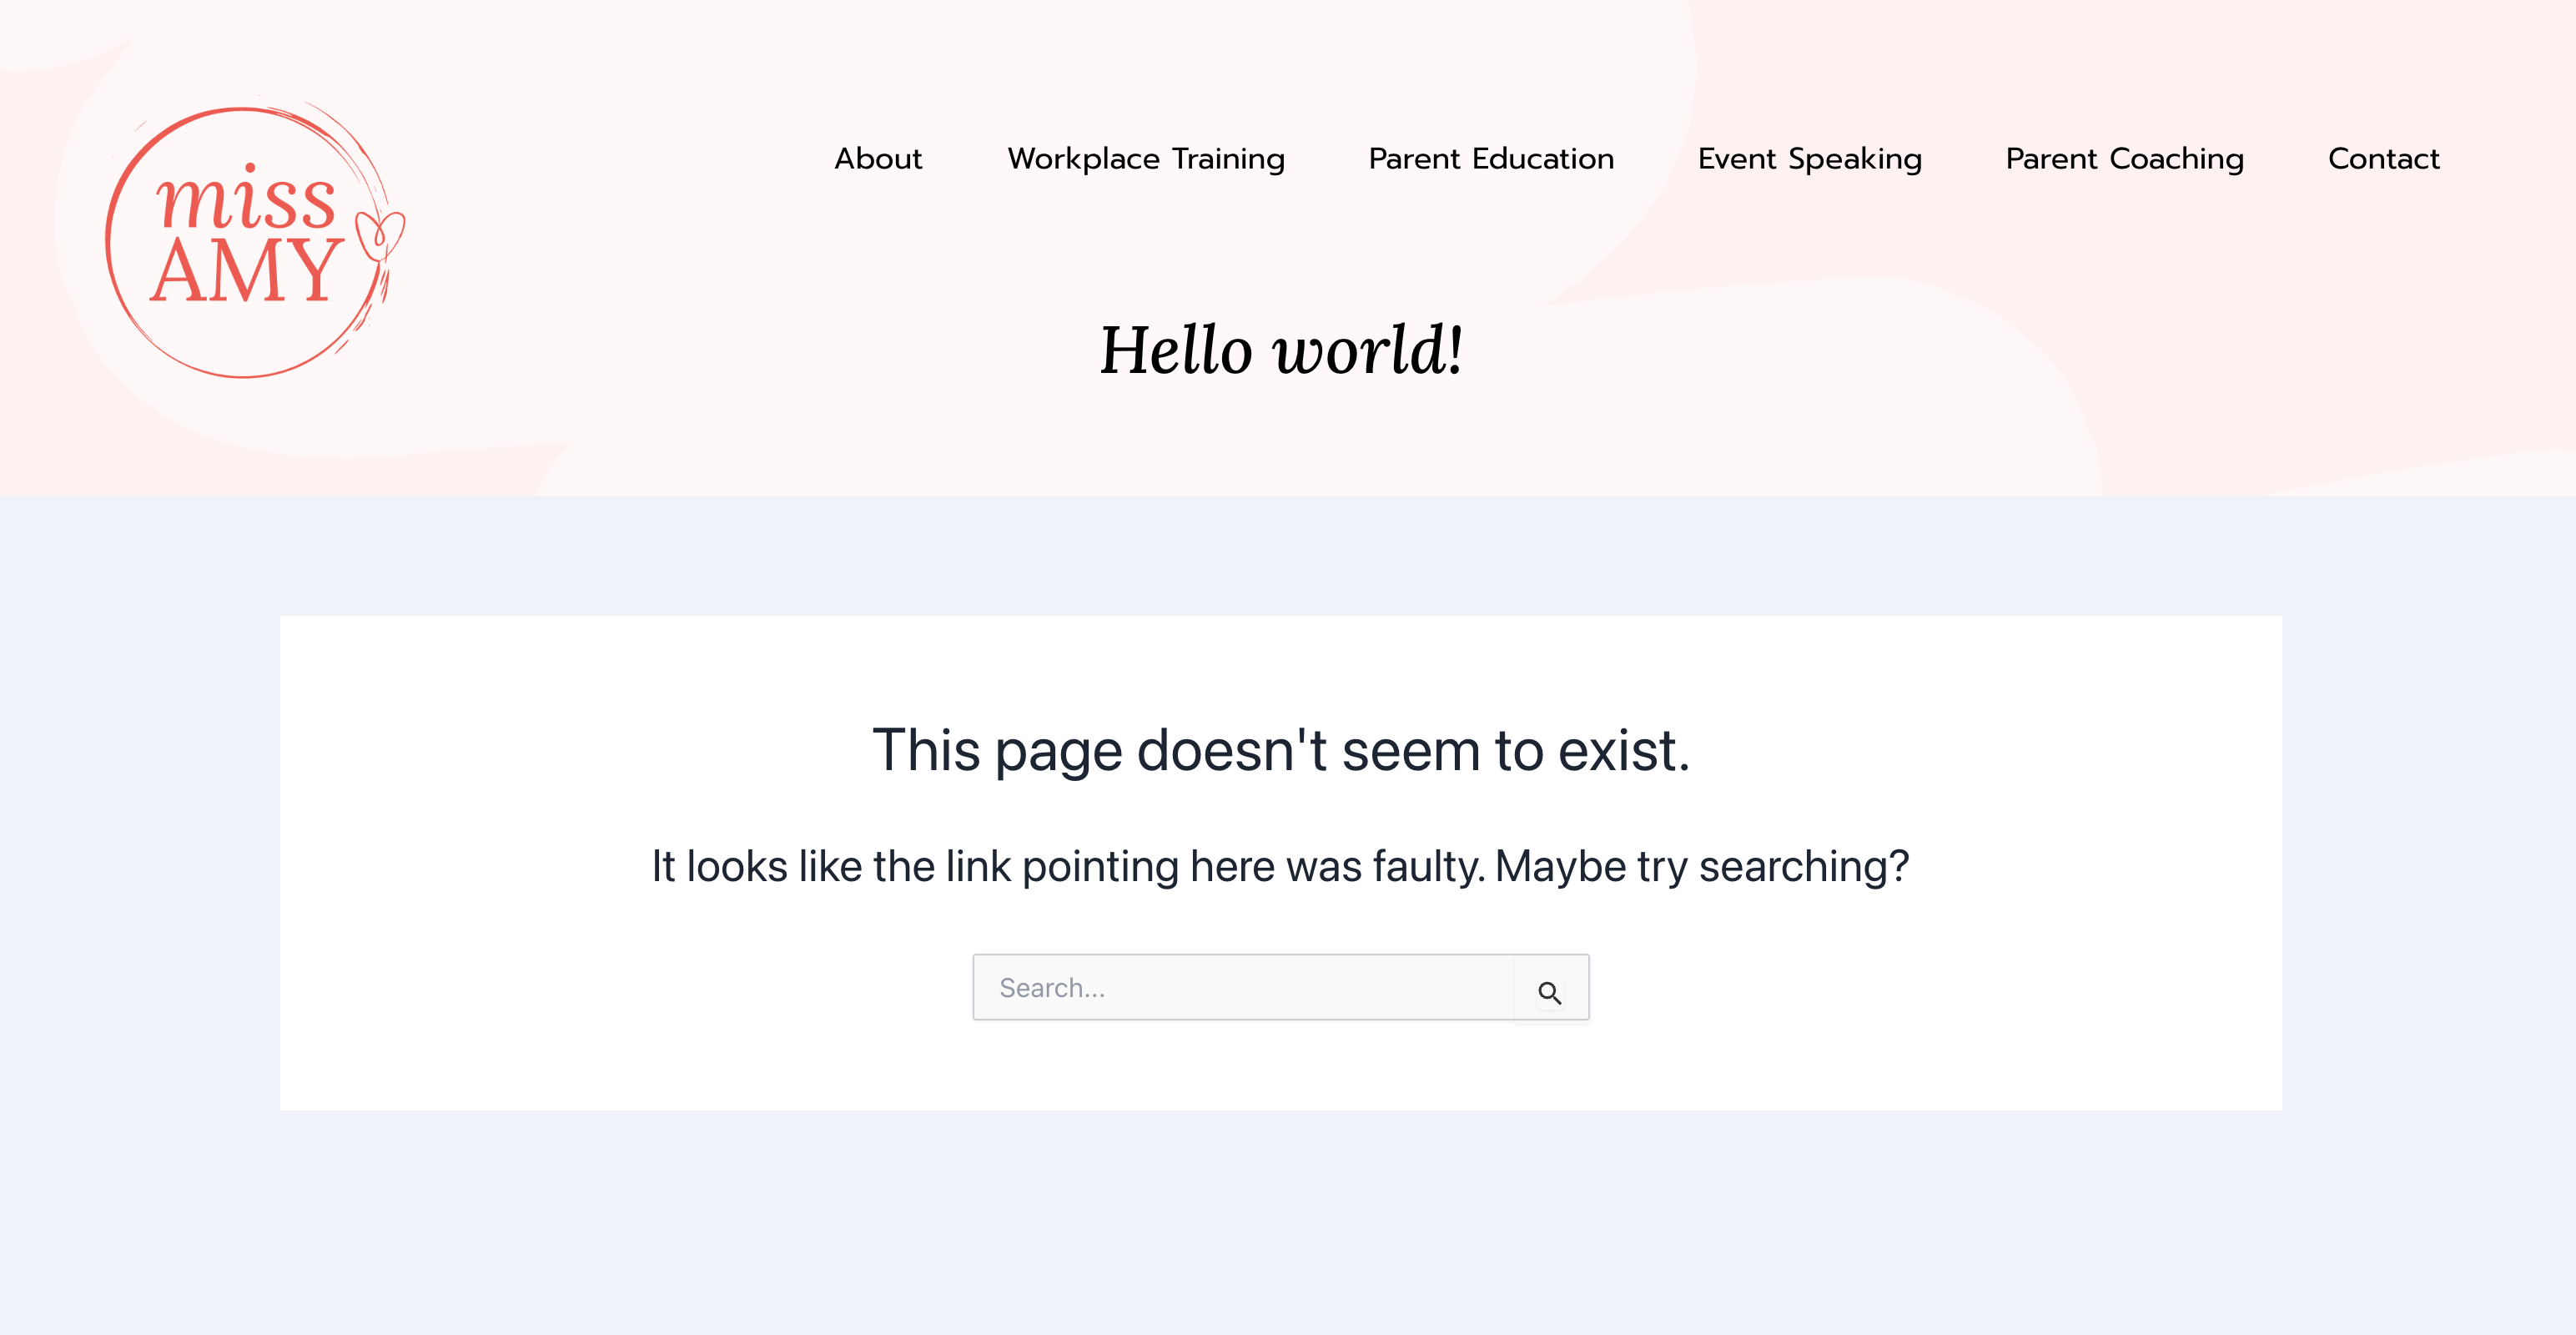 miss
AMY
About Workplace Training Parent Education Event Speaking Parent Coaching Contact
Hello world!
This page doesn't seem to exist.
It looks like the link pointing here was faulty. Maybe try searching?
Search...